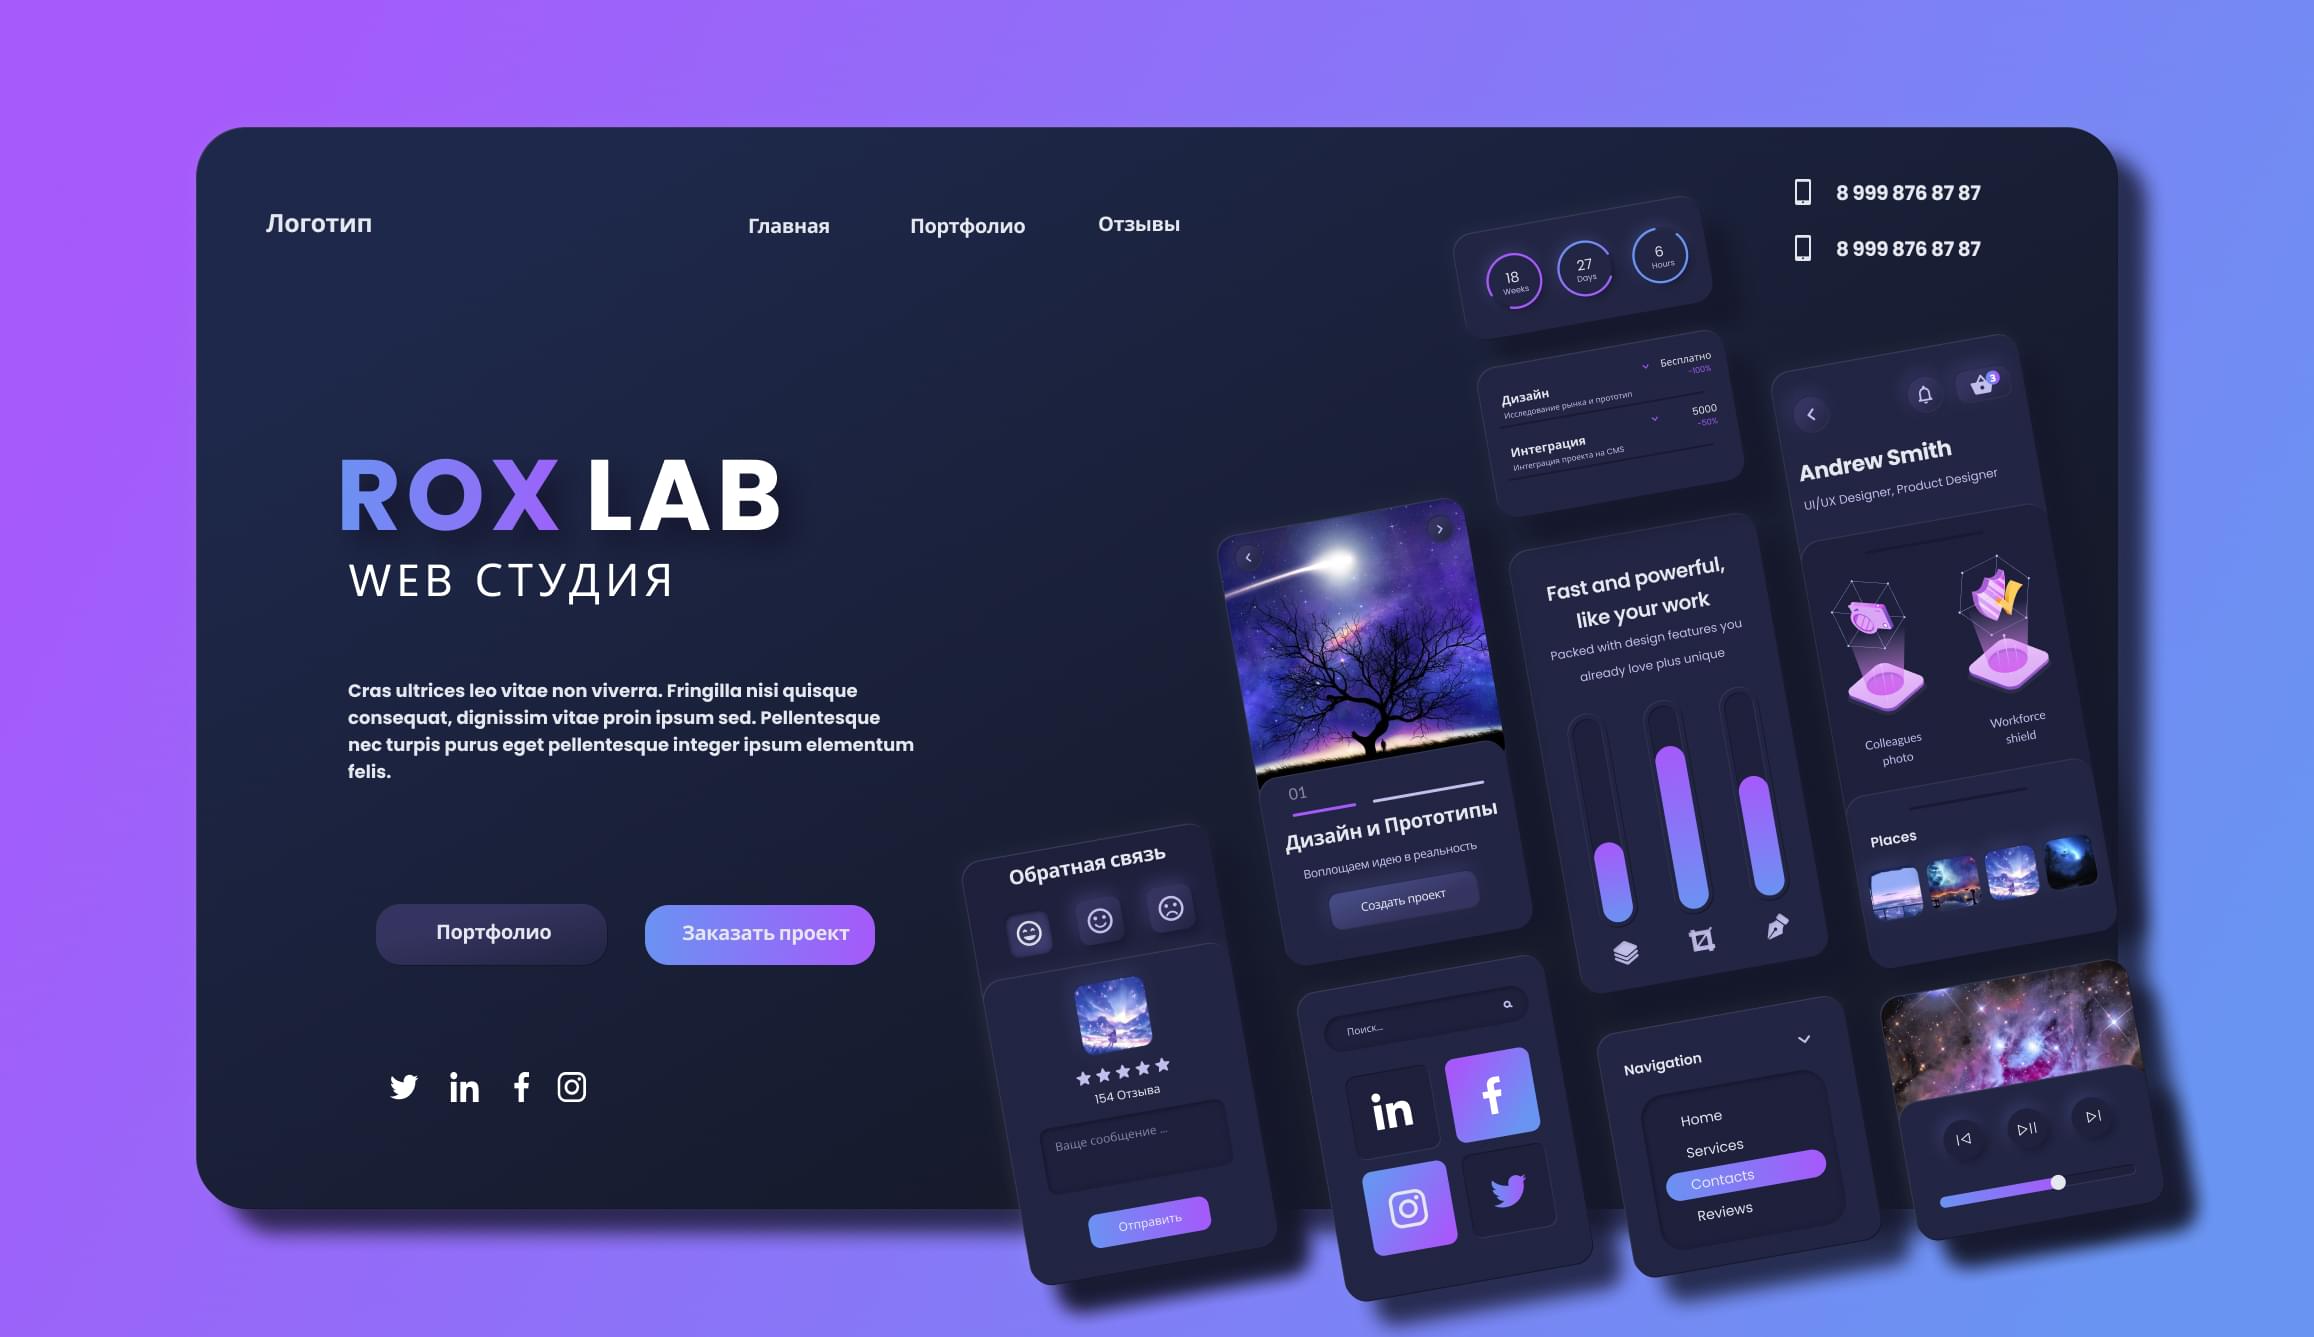 Логотип
Главная
Портфолио
Отзывы
8 999 876 87 87
8 999 876 87 87
ROX LAB
WEB СТУДИЯ
Cras ultrices leo vitae non viverra. Fringilla nisi quisque
consequat, dignissim vitae proin ipsum sed. Pellentesque
nec turpis purus eget pellentesque integer ipsum elementum
felis.
Портфолио
Заказать проект
18
Weeks
27
Days
6
Hours
Бесплатно
-100%
Дизайн
Исследование рынка и прототип
5000
-50%
Интеграция
Интеграция проекта на CMS
3
Andrew Smith
UI/UX Designer, Product Designer
Colleagues
photo
Workforce
shield
Places
Fast and powerful,
like your work
Packed with design features you
already love plus unique
01
Дизайн и Прототипы
Воплощаем идею в реальность
Создать проект
Обратная связь
154 Отзыва
Ваще сообщение ...
Отправить
Поиск...
Navigation
Home
Services
Contacts
Reviews